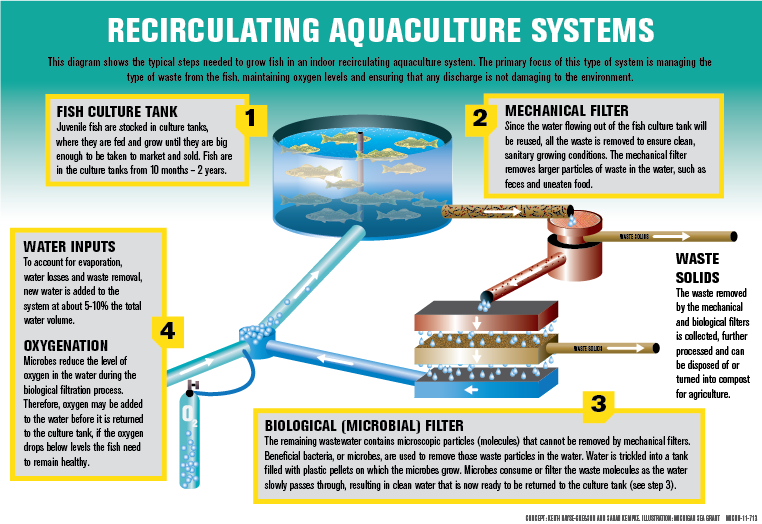 RECIRCULATING AQUACULTURE SYSTEMS
This diagram shows the typical steps needed to grow fish in an indoor recirculating aquaculture system. The primary focus of this type of system is managing the
type of waste from the fish, maintaining oxygen levels and ensuring that any discharge is not damaging to the environment.
FISH CULTURE TANK
Juvenile fish are stocked in culture tanks,
where they are fed and grow until they are big
enough to be taken to market and sold. Fish are
in the culture tanks from 10 months – 2 years.
1
2
MECHANICAL FILTER
Since the water flowing out of the fish culture tank will
be reused, all the waste is removed to ensure clean,
sanitary growing conditions. The mechanical filter
removes larger particles of waste in the water, such as
feces and uneaten food.
WASTE SOLIDS
WASTE
SOLIDS
The waste removed
by the mechanical
and biological filters
is collected, further
processed and can
be disposed of or
turned into compost
for agriculture.
WASTE SOLIDS
WATER INPUTS
To account for evaporation,
water losses and waste removal,
new water is added to the
system at about 5-10% the total
water volume.
4
OXYGENATION
Microbes reduce the level of
oxygen in the water during the
biological filtration process.
Therefore, oxygen may be added
to the water before it is returned
to the culture tank, if the oxygen
drops below levels the fish need
to remain healthy.
O2
3
BIOLOGICAL (MICROBIAL) FILTER
The remaining wastewater contains microscopic particles (molecules) that cannot be removed by mechanical filters.
Beneficial bacteria, or microbes, are used to remove those waste particles in the water. Water is trickled into a tank
filled with plastic pellets on which the microbes grow. Microbes consume or filter the waste molecules as the water
slowly passes through, resulting in clean water that is now ready to be returned to the culture tank (see step 3).
CONCEPT: AND SARAH ILLUSTRATION: MICHIGAN SEA GRANT